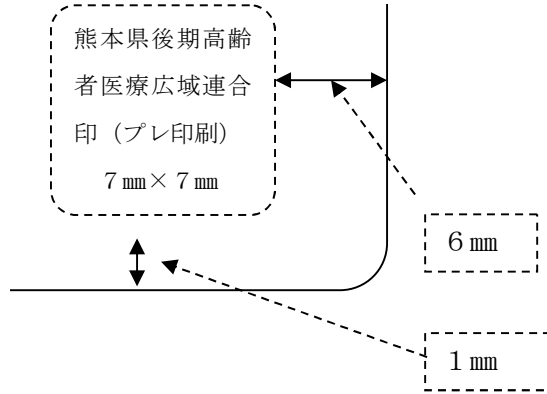 熊本県後期高齢
者医療広域連合
印（プレ印刷）
７㎜×７㎜
６㎜
１㎜